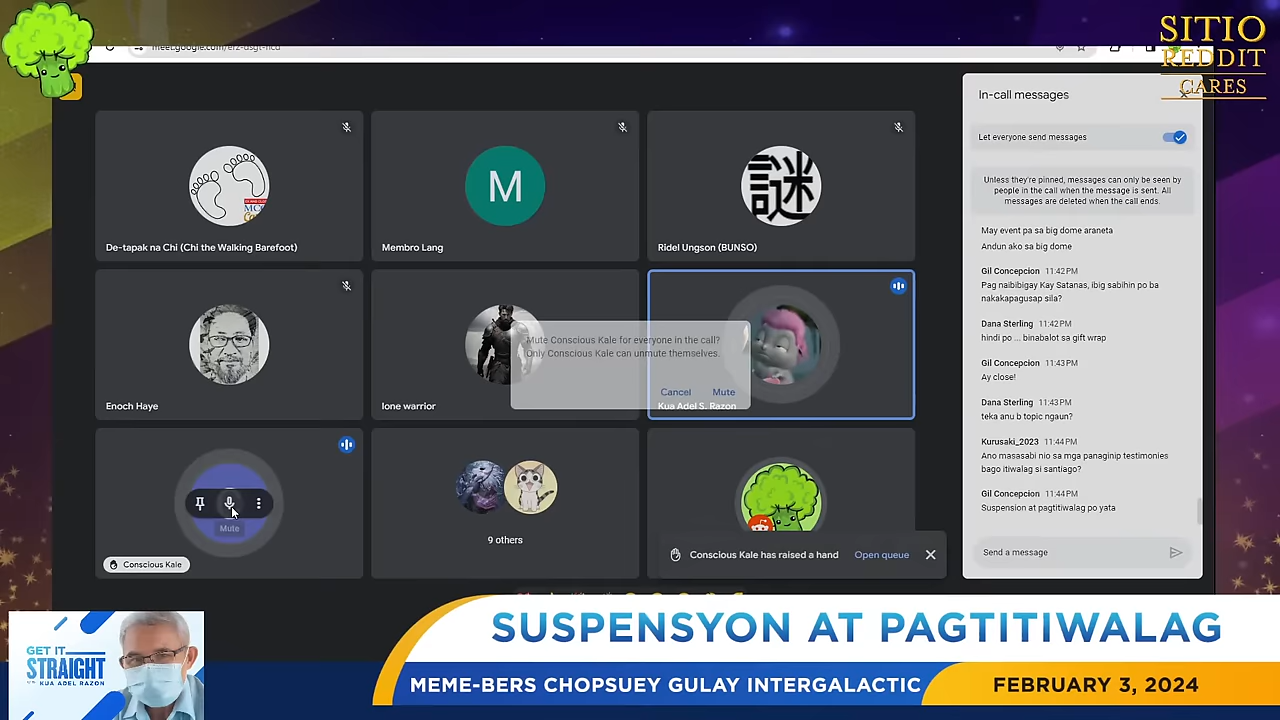 SITIO
REDDIT
CARES
In-call messages
Let everyone send messages
Unless they're pinned, messages can only be seen by
people in the call when the message is sent. All
messages are deleted when the call ends.
May event pa sa big dome araneta
Andun ako sa big dome
Gil Concepcion 11:42 PM
Pag naibibigay Kay Satanas, ibig sabihin po ba
nakakapagusap sila?
Dana Sterling 11:42 PM
hindi po ... binabalot sa gift wrap
Gil Concepcion 11:43 PM
Ay close!
Dana Sterling 11:43 PM
teka anu b topic ngaun?
Kurusaki_2023 11:44 PM
Ano masasabi nio sa mga panaginip testimonies
bago itiwalag si santiago?
Gil Concepcion 11:44 PM
Suspension at pagtitiwalag po yata
Send a message
M
謎
De-tapak na Chi (Chi the Walking Barefoot)
Membro Lang
Ridel Ungson (BUNSO)
Mute Conscious Kale for everyone in the call?
Only Conscious Kale can unmute themselves.
Cancel Mute
Enoch Haye
lone warrior
Kua Adel S. Razon
Mute
Conscious Kale
9 others
Conscious Kale has raised a hand Open queue
GET IT
STRAIGHT
KUA ADEL RAZON
SUSPENSYON AT PAGTITIWALAG
MEME-BERS CHOPSUEY GULAY INTERGALACTIC
FEBRUARY 3, 2024